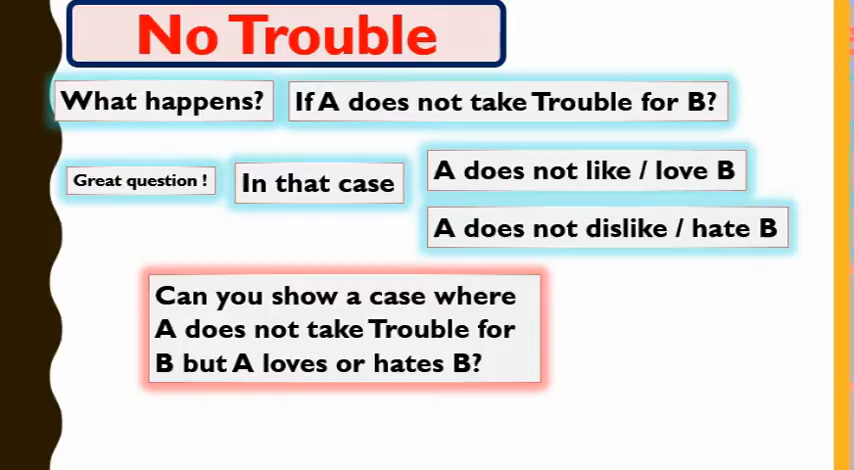 No Trouble
What happens? If A does not take Trouble for B?
Great question ! In that case
A does not like / love B
A does not dislike / hate B
Can you show a case where
A does not take Trouble for
B but A loves or hates B?